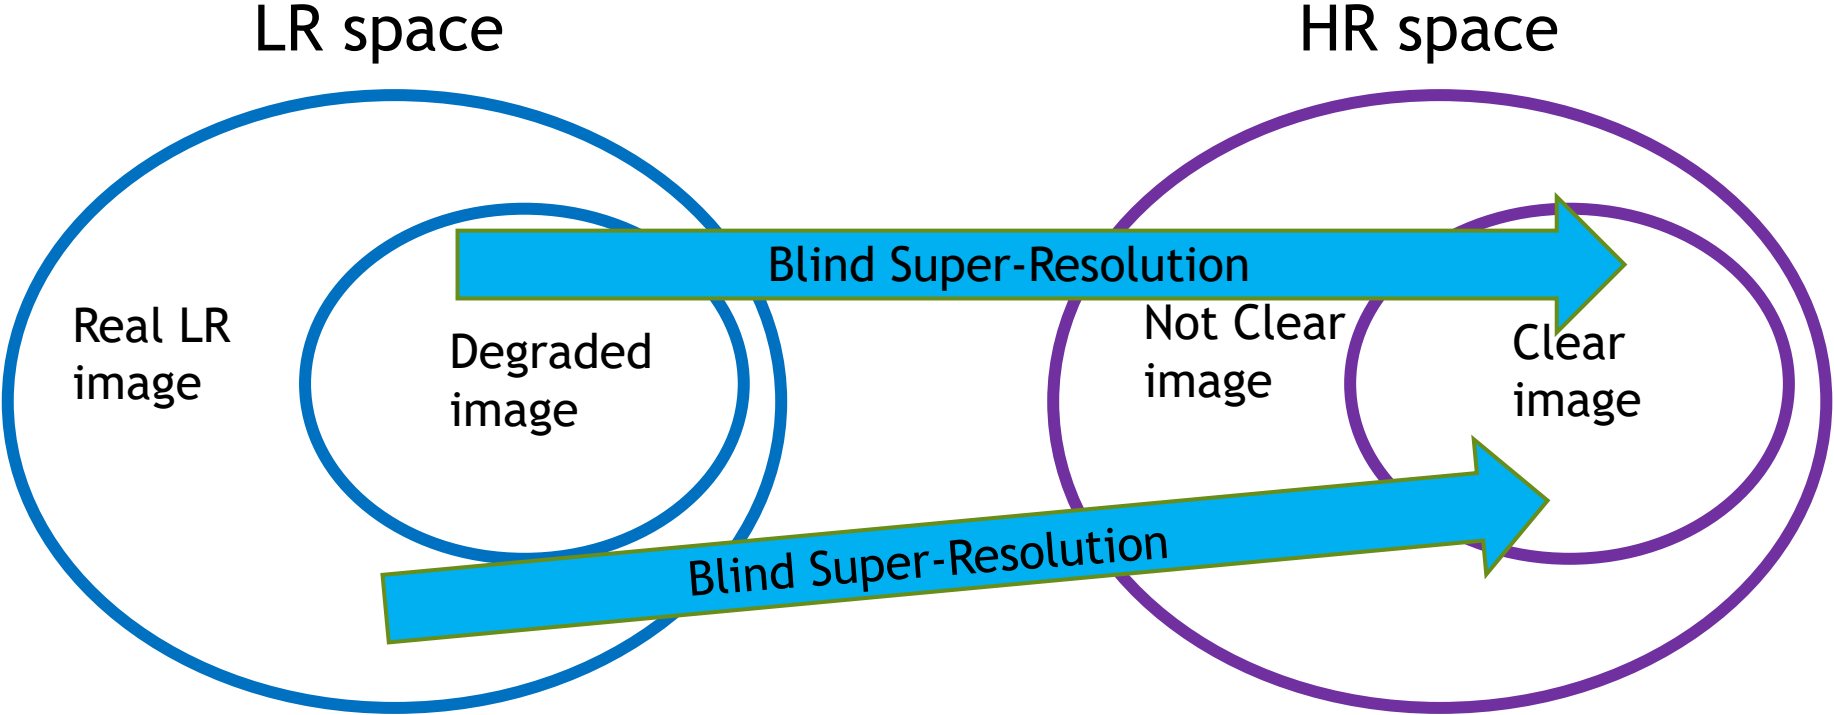 LR space
HR space
Blind Super-Resolution
Real LR
image
Degraded
image
Not Clear
image
Clear
image
Blind Super-Resolution